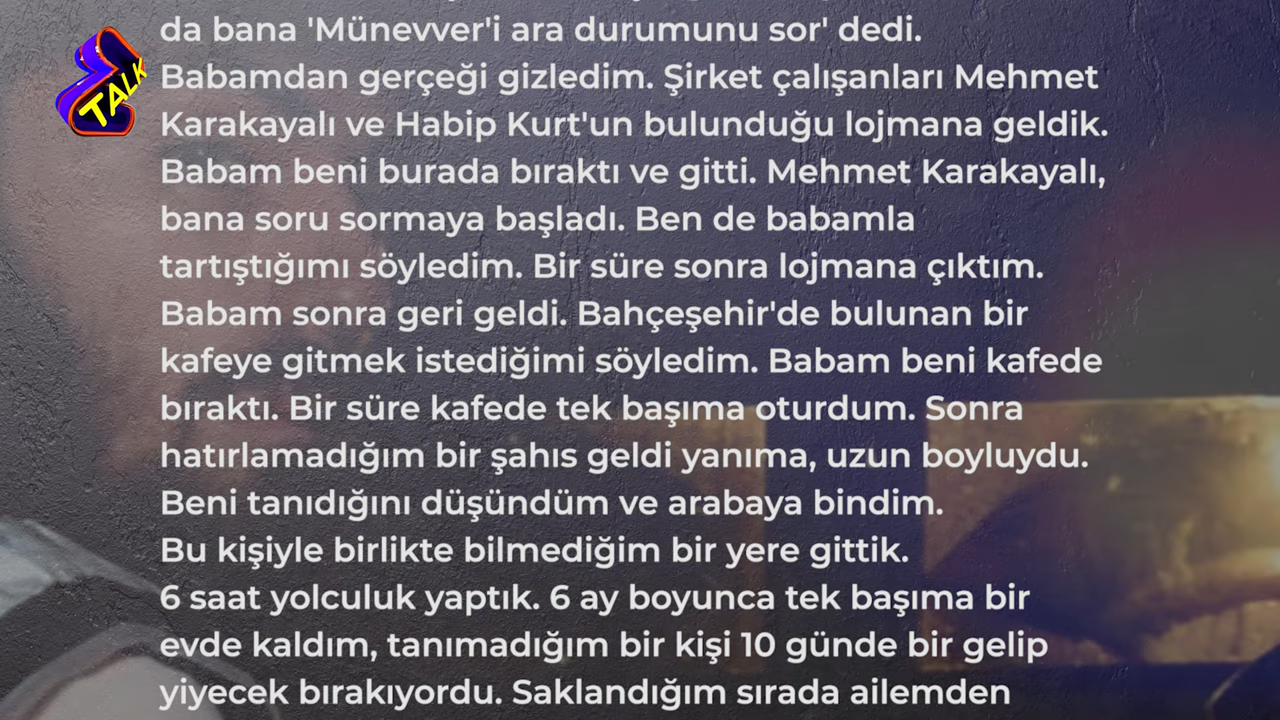 da bana 'Münevver'i ara durumunu sor' dedi.
Babamdan gerçeği gizledim. Şirket çalışanları Mehmet
Karakayalı ve Habip Kurt'un bulunduğu lojmana geldik.
Babam beni burada bıraktı ve gitti. Mehmet Karakayalı,
bana soru sormaya başladı. Ben de babamla
tartıştığımı söyledim. Bir süre sonra lojmana çıktım.
Babam sonra geri geldi. Bahçeşehir'de bulunan bir
kafeye gitmek istediğimi söyledim. Babam beni kafede
bıraktı. Bir süre kafede tek başıma oturdum. Sonra
hatırlamadığım bir şahıs geldi yanıma, uzun boyluydu.
Beni tanıdığını düşündüm ve arabaya bindim.
Bu kişiyle birlikte bilmediğim bir yere gittik.
6 saat yolculuk yaptık. 6 ay boyunca tek başıma bir
evde kaldım, tanımadığım bir kişi 10 günde bir gelip
yiyecek bırakıyordu. Saklandığım sırada ailemden
TALK